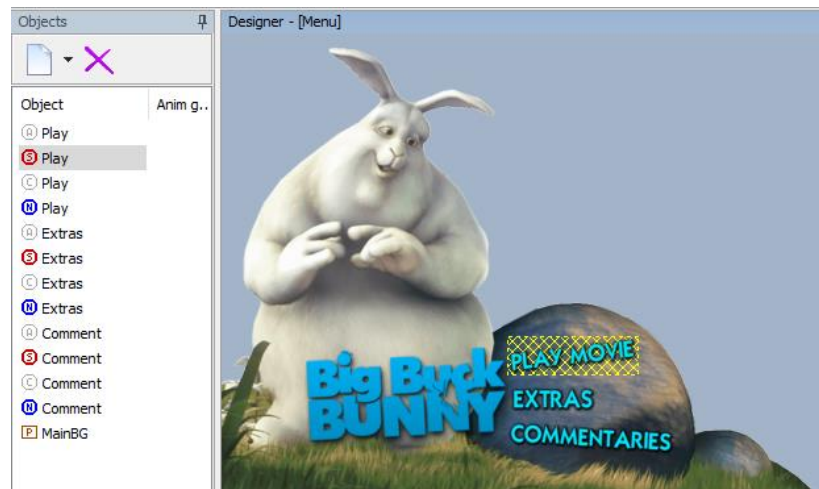 Objects
Designer - [Menu]
Object Anim g..
A Play
S Play
C Play
N Play
A Extras
S Extras
C Extras
N Extras
A Comment
S Comment
C Comment
N Comment
P MainBG
Big Buck
BUNNY
PLAY MOVIE
EXTRAS
COMMENTARIES